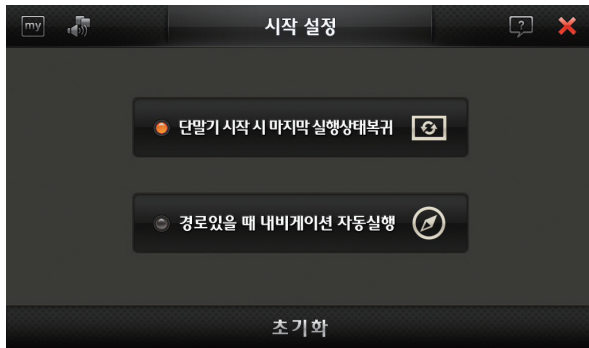 my
시작 설정
?
단말기 시작 시 마지막 실행상태복귀
경로있을 때 내비게이션 자동실행
초기화